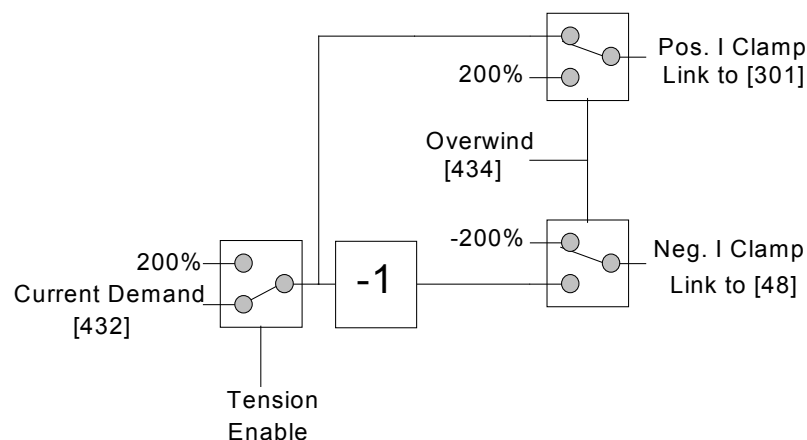 Pos. I Clamp
Link to [301]
200%
Overwind
[434]
-200%
Neg. I Clamp
Link to [48]
200%
Current Demand
[432]
-1
Tension
Enable